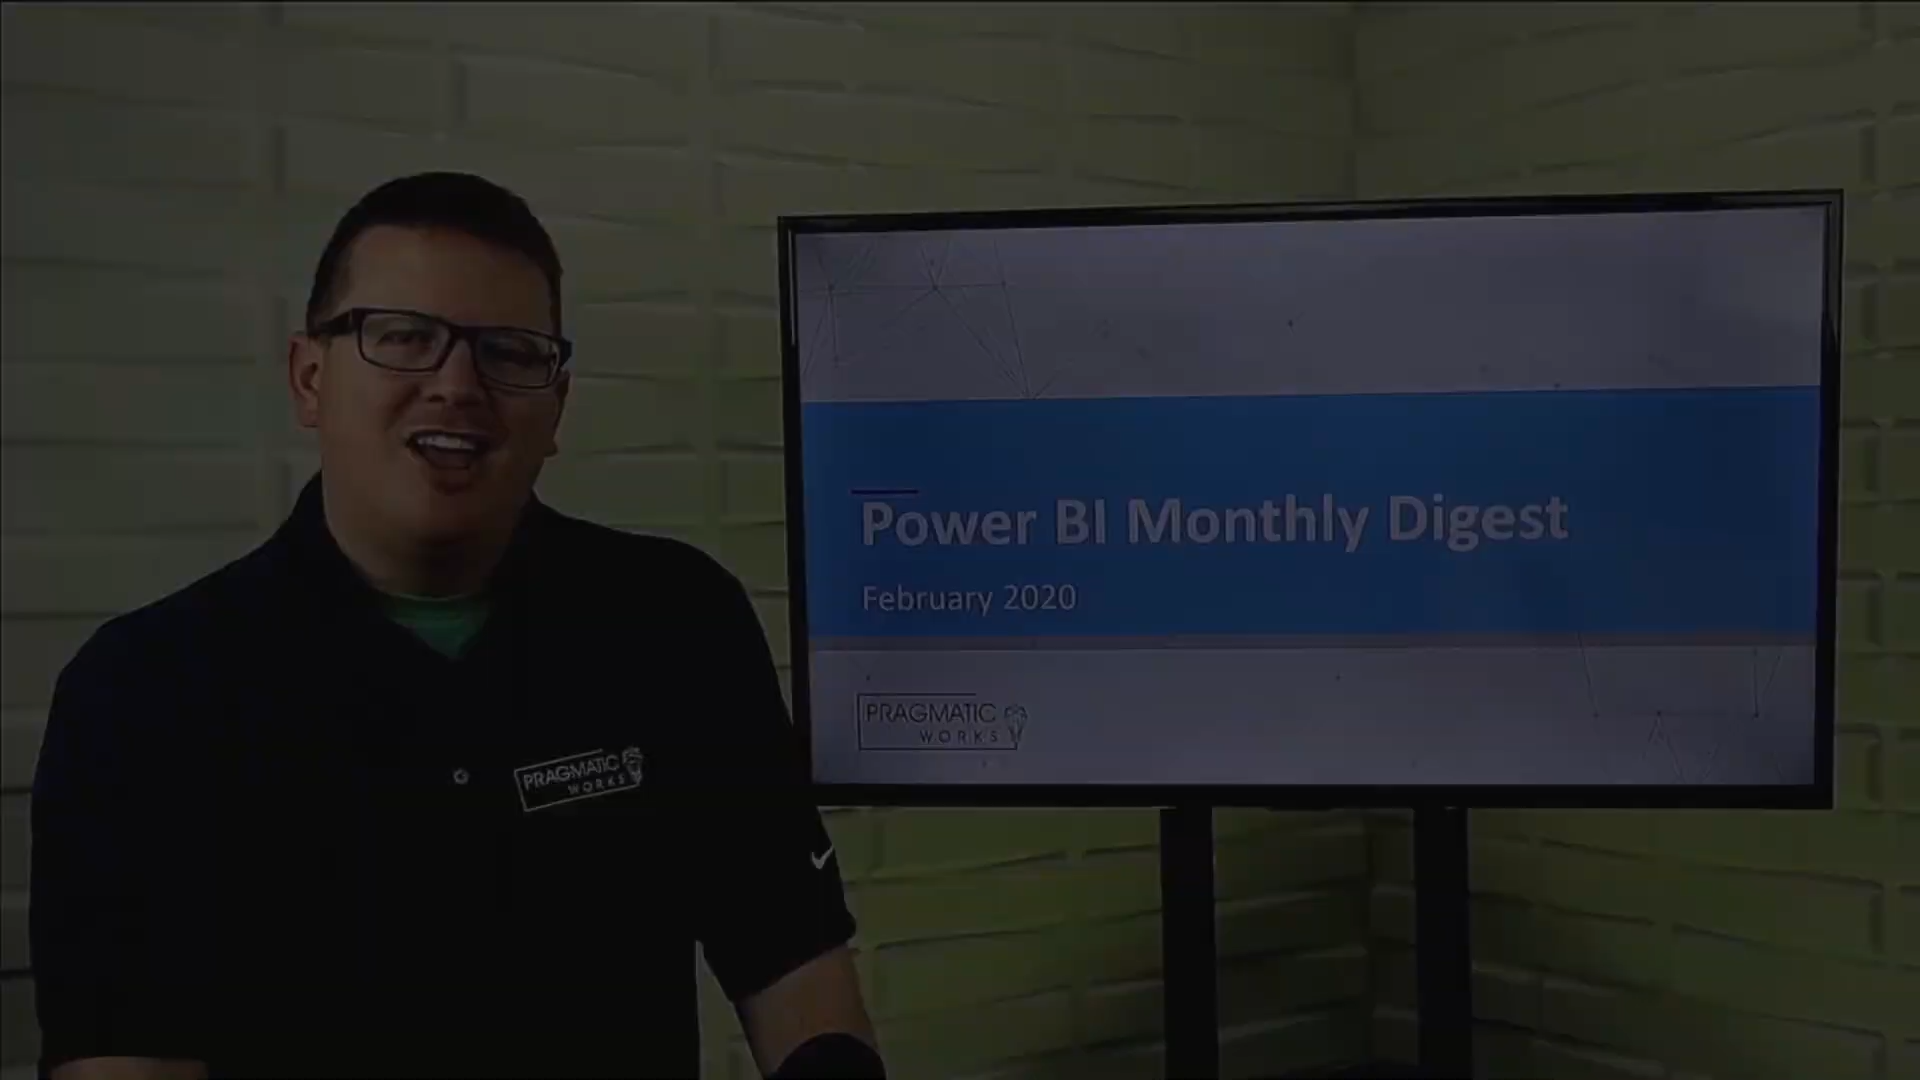 Power BI Monthly Digest
February 2020
PRAGMATIC
WORKS
PRAGMATIC
WORKS